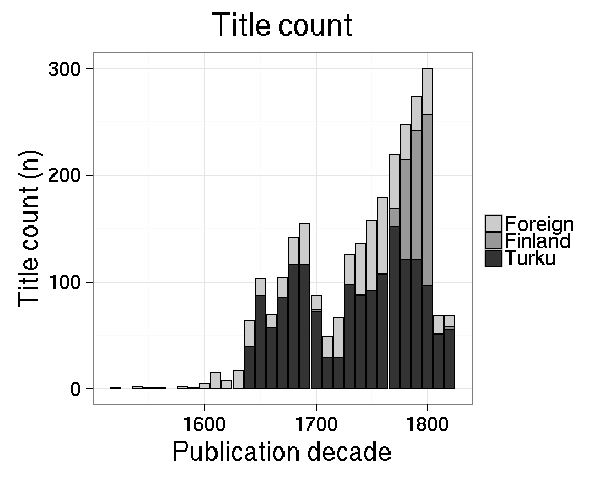 Title count
Title count (n)
300
200
100
0
1600 1700 1800
Publication decade
Foreign
Finland
Turku